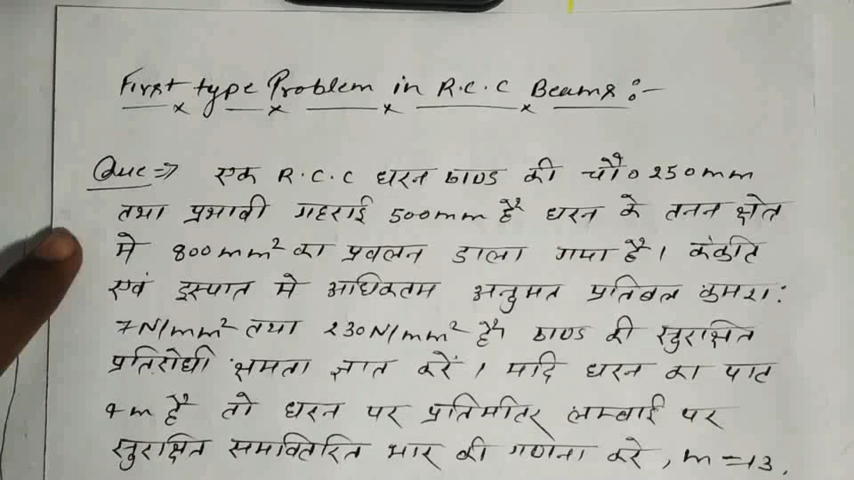 First type Problem in R.C.C Beams:-
Que => एक R.C.C धरन काट की चौ० 250mm
तथा प्रभावी गहराई 500mm है धरन के तनन क्षेत्र
मे 800mm² का प्रवलन डाला गया है। कंक्रीट
एवं इस्पात मे अधिकतम अनुमत प्रतिबल क्रमश:
7N/mm² तथा 230N/mm² है काट की सुरक्षित
प्रतिरोधी क्षमता ज्ञात करें। यदि धरन का पाट
m है तो धरन पर प्रतिमीटर लम्बाई पर
सुरक्षित समवितरित भार की गणना करे, m=13.